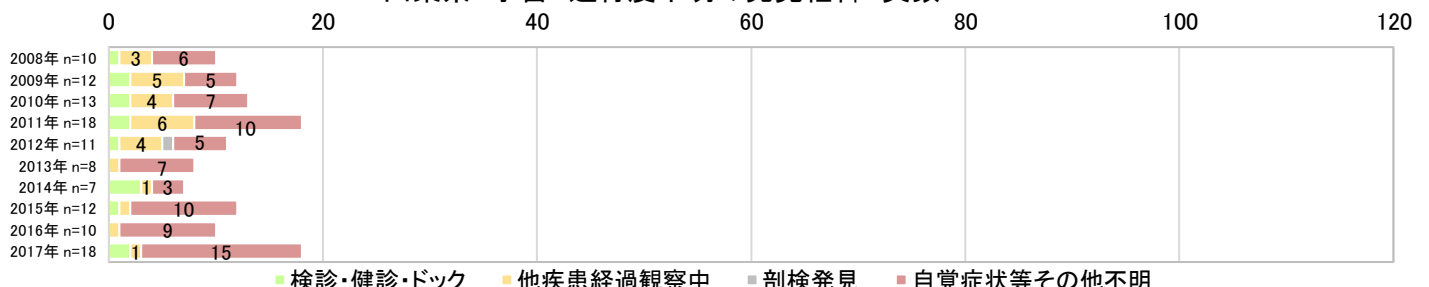 0 20 40 60 80 100 120
2008年 n=10 3 6
2009年 n=12 5 5
2010年 n=13 4 7
2011年 n=18 6 10
2012年 n=11 4 5
2013年 n=8 7
2014年 n=7 1 3
2015年 n=12 10
2016年 n=10 9
2017年 n=18 1 15
検診・健診・ドック 他疾患経過観察中 剖検発見 自覚症状等その他不明